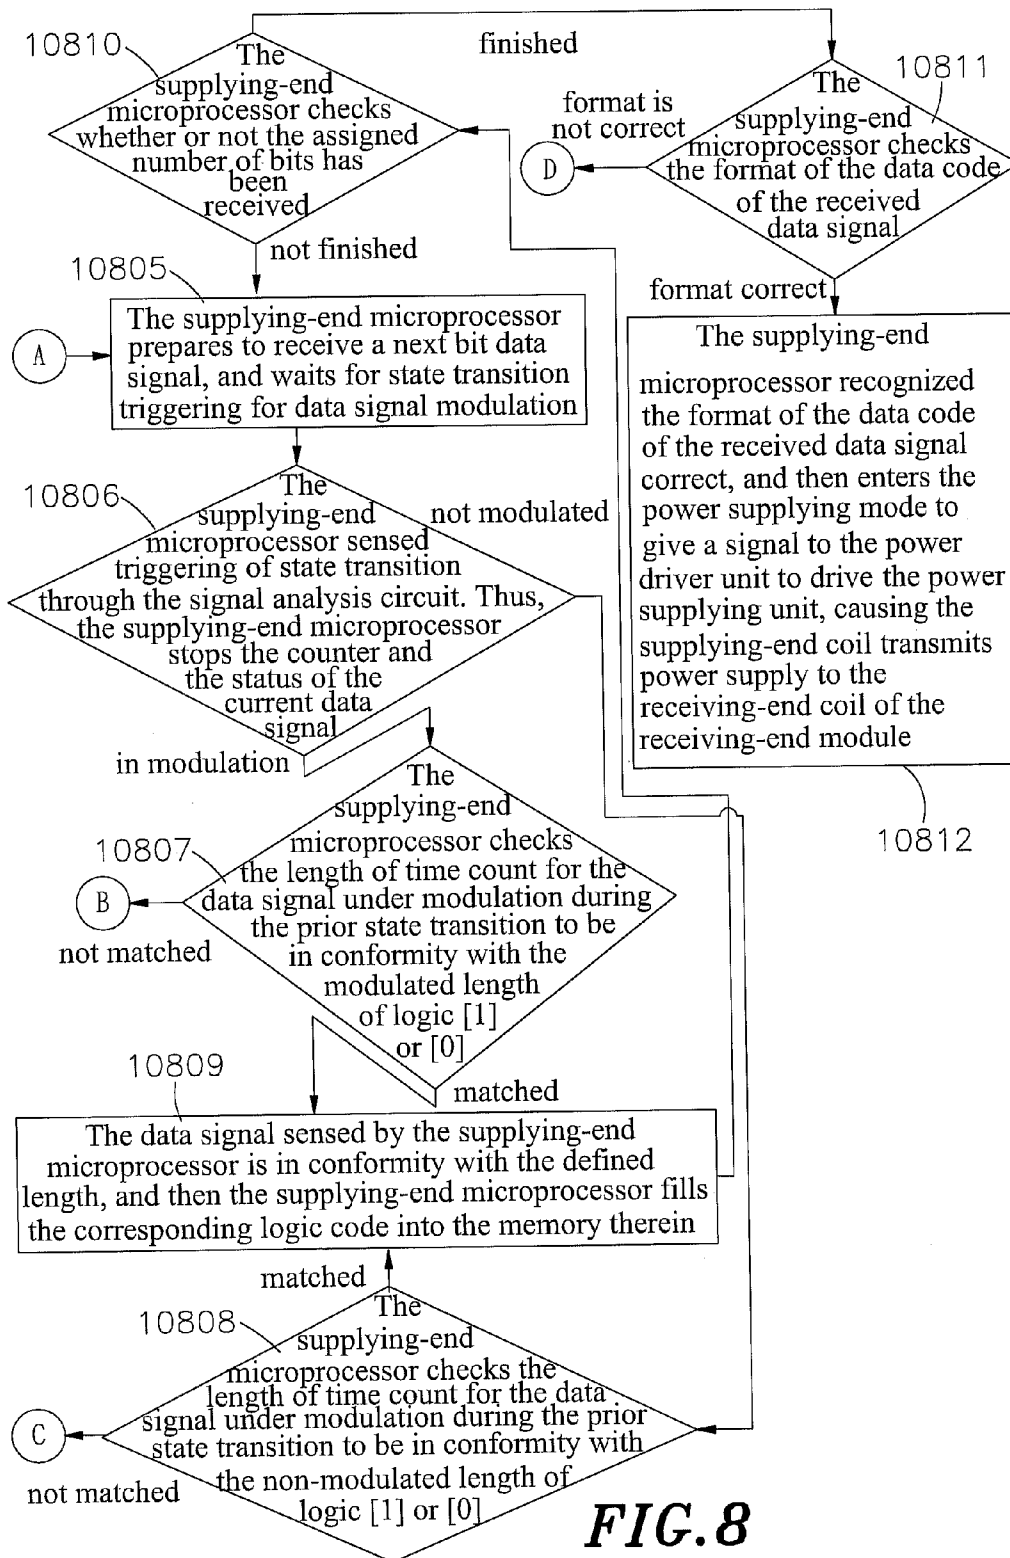 10810
The
supplying-end
microprocessor checks
whether or not the assigned
number of bits has
been
received
finished
not finished
10811
The
supplying-end
microprocessor checks
the format of the data code
of the received
data signal
format is
not correct
D
format correct
10805
The supplying-end microprocessor
prepares to receive a next bit data
signal, and waits for state transition
triggering for data signal modulation
A
The supplying-end
microprocessor recognized
the format of the data code
of the received data signal
correct, and then enters the
power supplying mode to
give a signal to the power
driver unit to drive the power
supplying unit, causing the
supplying-end coil transmits
power supply to the
receiving-end coil of the
receiving-end module
10812
10806
The
supplying-end
microprocessor sensed
triggering of state transition
through the signal analysis circuit. Thus,
the supplying-end microprocessor
stops the counter and
the status of the
current data
signal
not modulated
in modulation
10807
The
supplying-end
microprocessor checks
the length of time count for the
data signal under modulation during
the prior state transition to be
in conformity with the
modulated length
of logic [1]
or [0]
B
not matched
matched
10809
The data signal sensed by the supplying-end
microprocessor is in conformity with the defined
length, and then the supplying-end microprocessor fills
the corresponding logic code into the memory therein
matched
10808
The
supplying-end
microprocessor checks the
length of time count for the data
signal under modulation during the prior
state transition to be in conformity with
the non-modulated length of
logic [1] or [0]
C
not matched
FIG.8